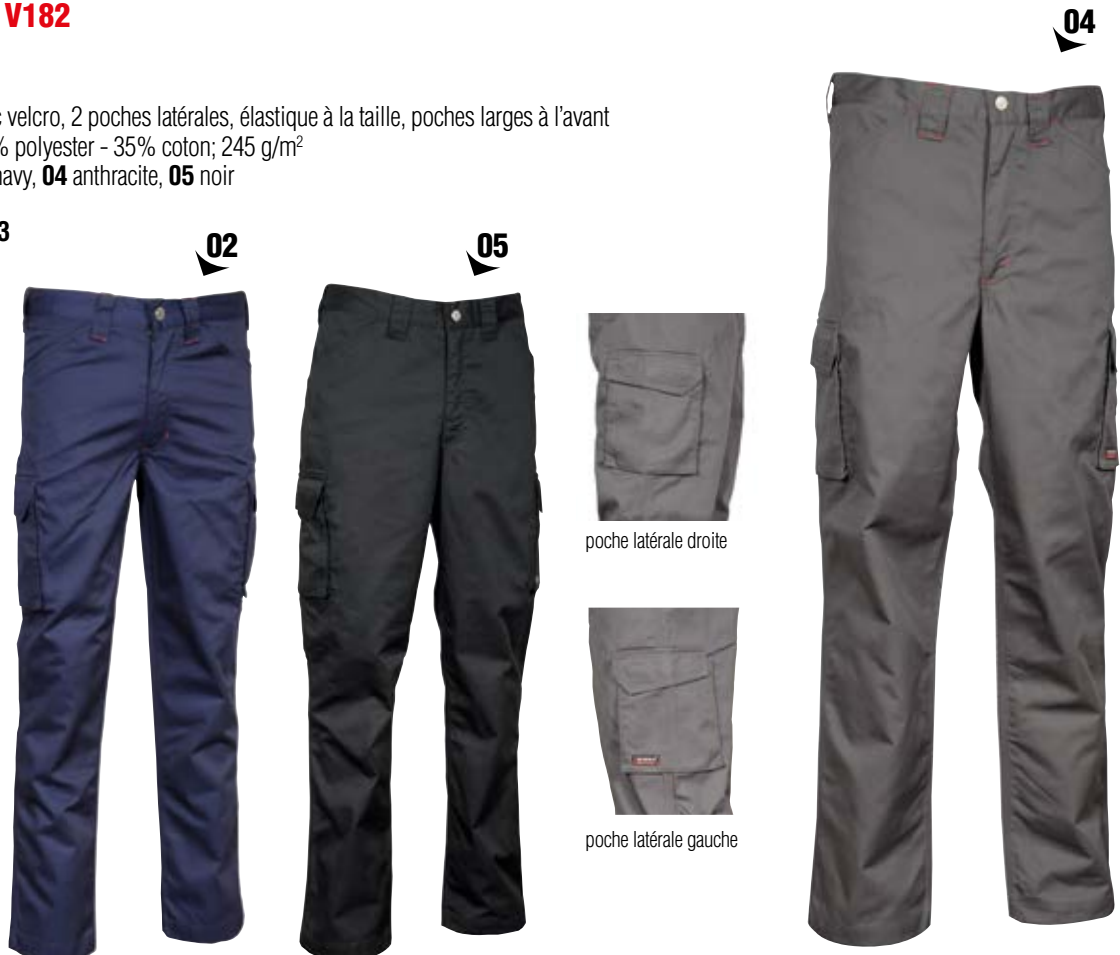 V182
velcro, 2 poches latérales, élastique à la taille, poches larges à l'avant
% polyester - 35% coton; 245 g/m²
navy, 04 anthracite, 05 noir
3
02
05
04
poche latérale droite
poche latérale gauche